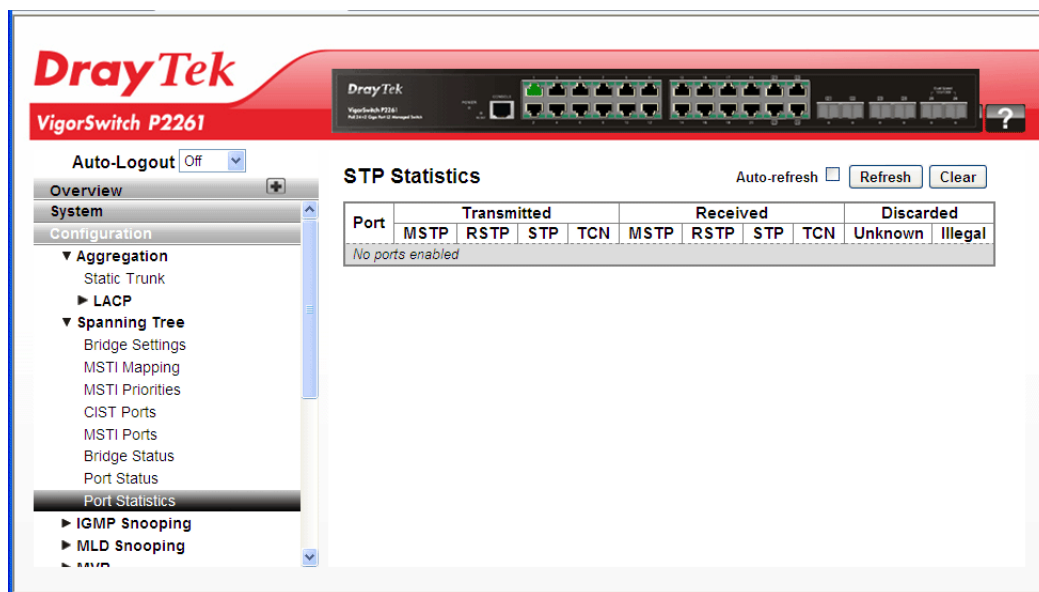 DrayTek
VigorSwitch P2261
DrayTek
VigorSwitch P2261
?
Auto-Logout Off
Overview
System
Configuration
▼ Aggregation
Static Trunk
▶ LACP
▼ Spanning Tree
Bridge Settings
MSTI Mapping
MSTI Priorities
CIST Ports
MSTI Ports
Bridge Status
Port Status
Port Statistics
▶ IGMP Snooping
▶ MLD Snooping
▶ MVR
STP Statistics
Auto-refresh Refresh Clear
Port Transmitted Received Discarded
MSTP RSTP STP TCN MSTP RSTP STP TCN Unknown Illegal
No ports enabled